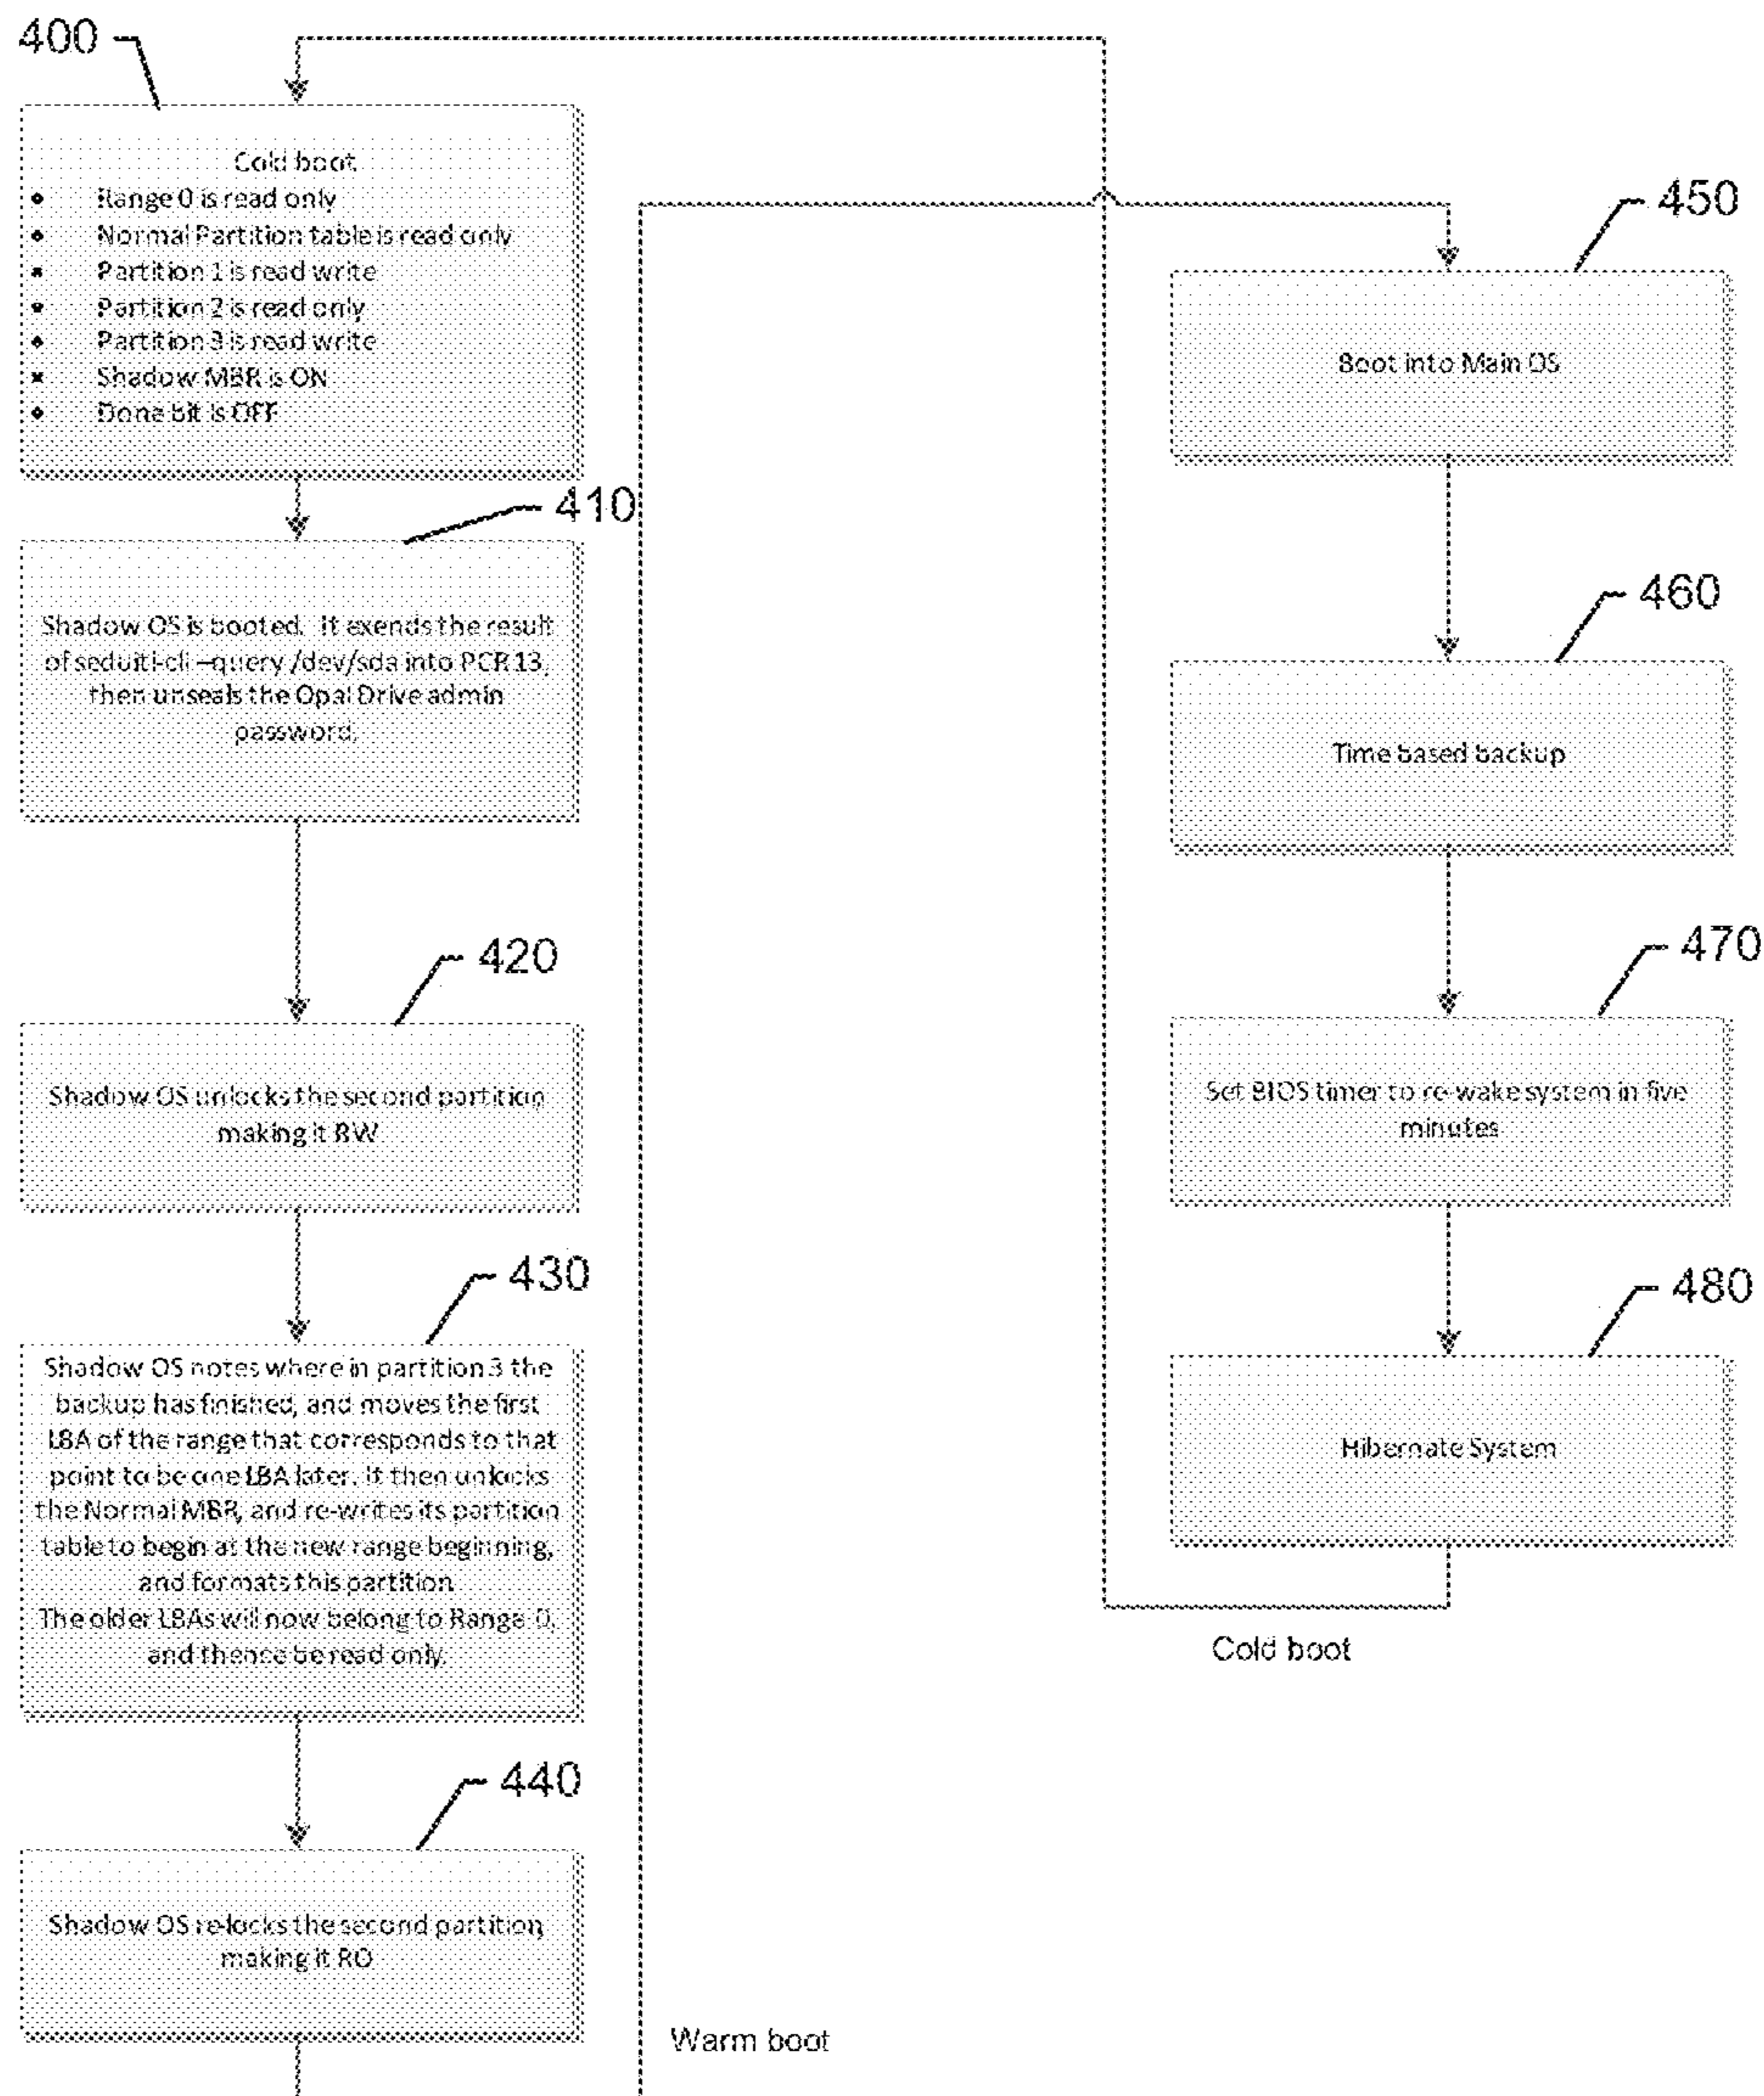 400
Cold boot
Range 0 is read only
Normal Partition table is read only
Partition 1 is read write
Partition 2 is read only
Partition 3 is read write
Shadow MBR is ON
Done bit is OFF
410
Shadow OS is booted. It exends the result
of seduiti-cli –query /dev/sda into PCR 13,
then unseals the Opal Drive admin
password.
420
Shadow OS unlocks the second partition
making it RW
430
Shadow OS notes where in partition 3 the
backup has finished, and moves the first
LBA of the range that corresponds to that
point to be one LBA later. It then unlocks
the Normal MBR, and re-writes its partition
table to begin at the new range beginning,
and formats this partition
The older LBAs will now belong to Range 0,
and thence be read only.
440
Shadow OS re-locks the second partition,
making it RO
Warm boot
450
Boot into Main OS
460
Time based backup
470
Set BIOS timer to re-wake system in five
minutes
480
Hibernate System
Cold boot